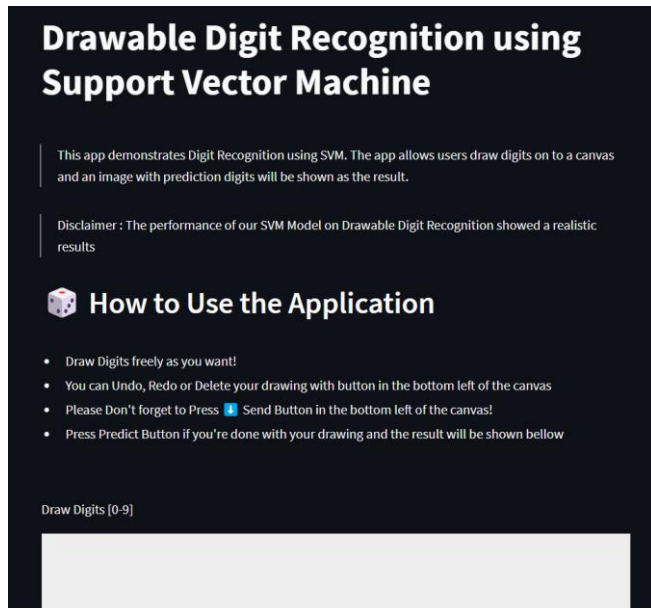 Drawable Digit Recognition using
Support Vector Machine
This app demonstrates Digit Recognition using SVM. The app allows users draw digits on to a canvas
and an image with prediction digits will be shown as the result.
Disclaimer : The performance of our SVM Model on Drawable Digit Recognition showed a realistic
results
🎲 How to Use the Application
• Draw Digits freely as you want!
• You can Undo, Redo or Delete your drawing with button in the bottom left of the canvas
• Please Don't forget to Press ⬇️ Send Button in the bottom left of the canvas!
• Press Predict Button if you're done with your drawing and the result will be shown bellow
Draw Digits [0-9]